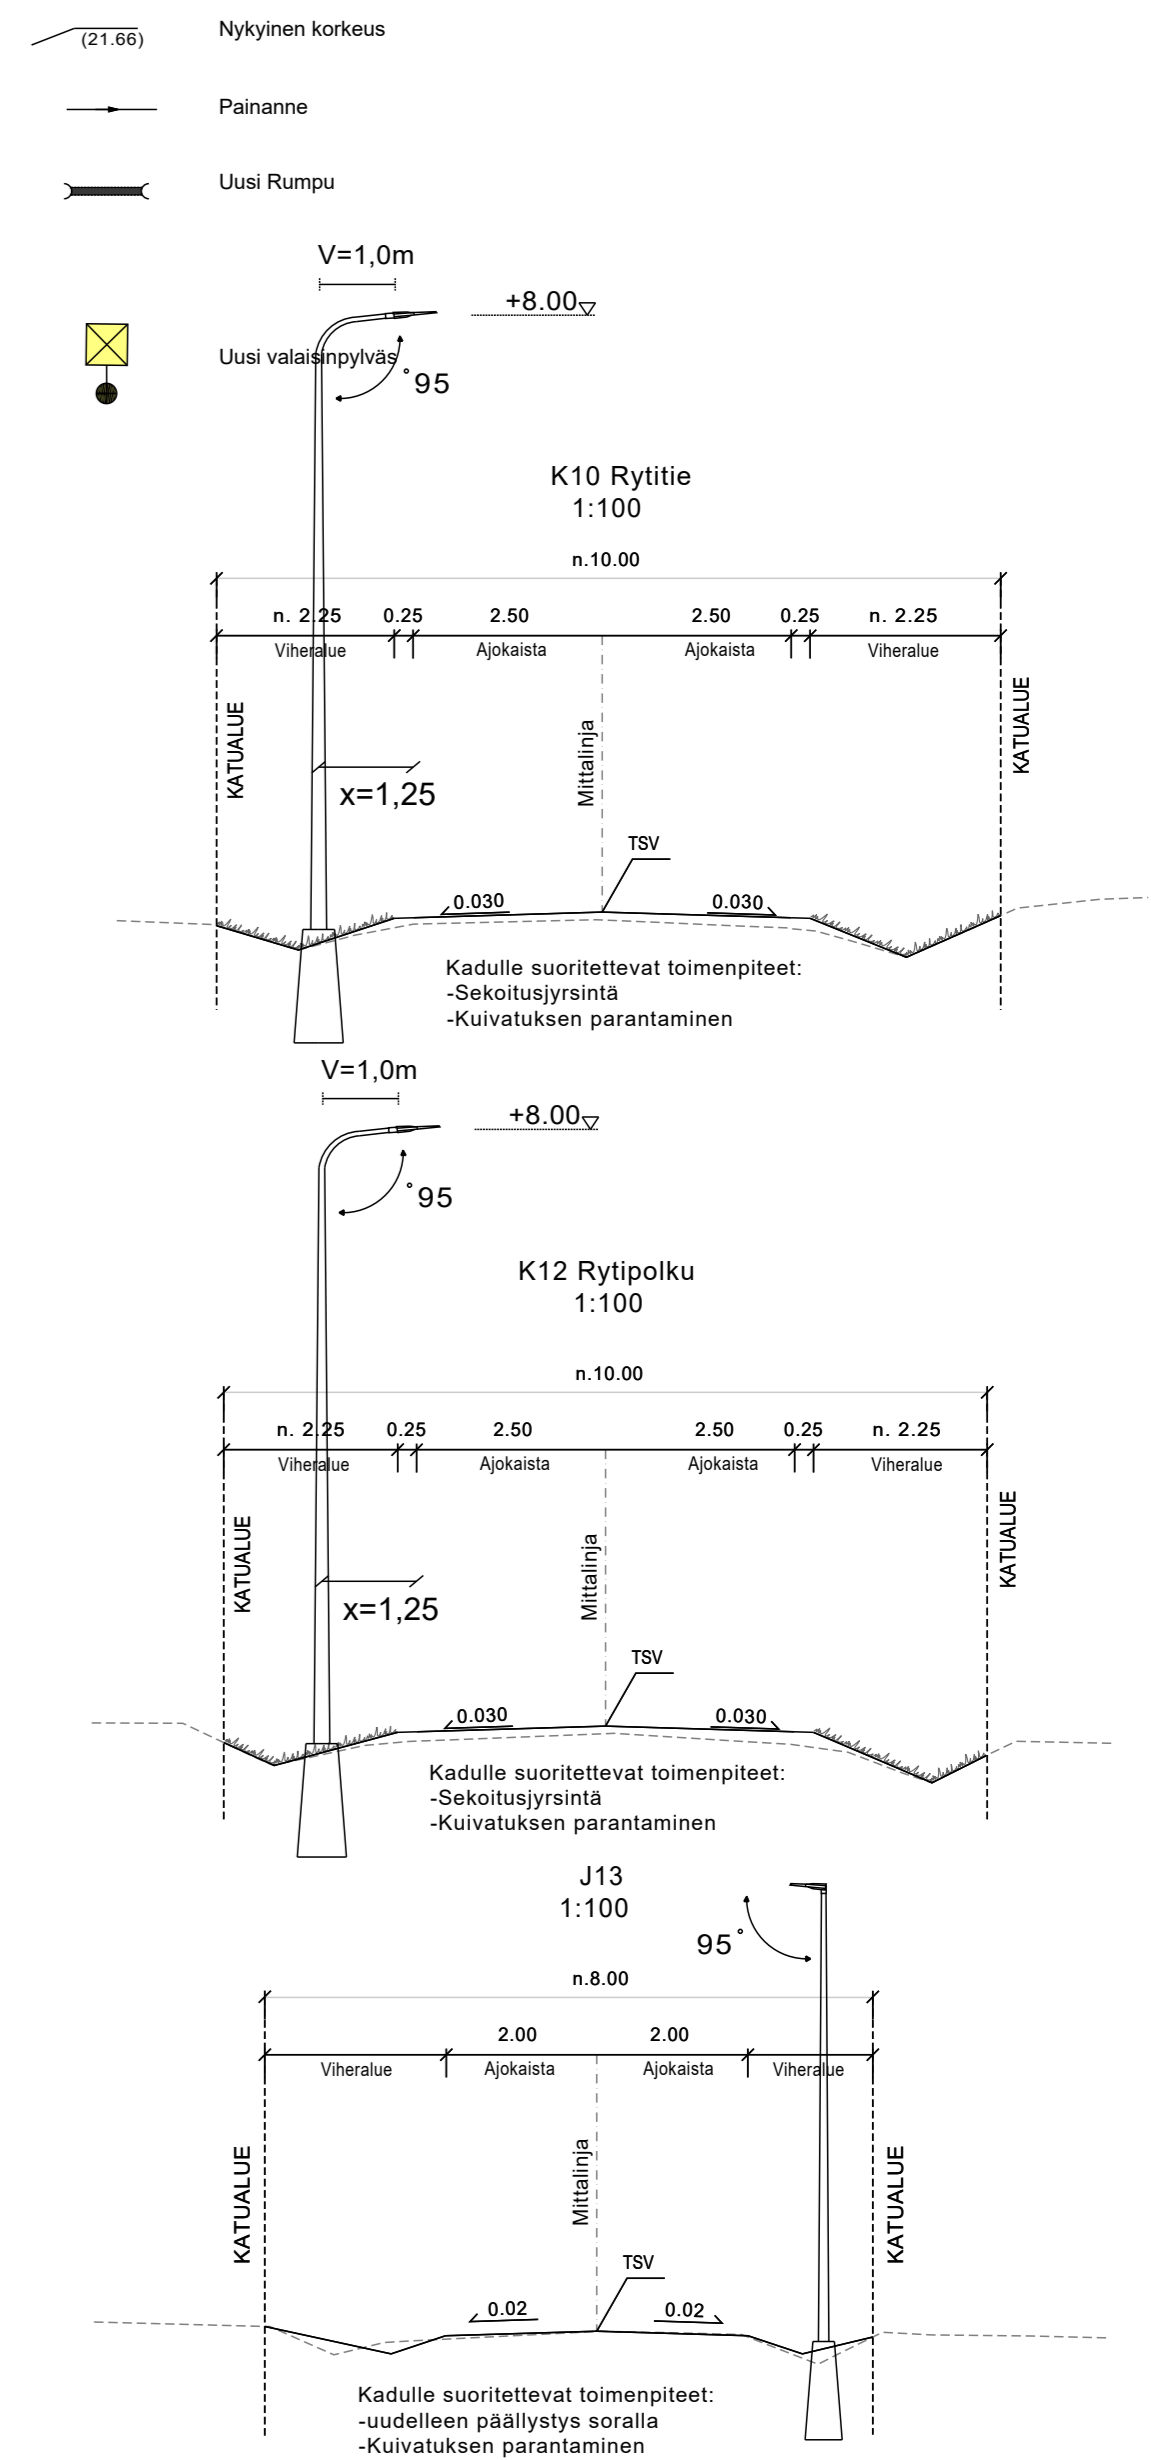 (21.66)
Nykyinen korkeus
Painanne
Uusi Rumpu
V=1,0m
+8.00
Uusi valaisinpylväs
°95
K10 Rytitie
1:100
n.10.00
n. 2.25 0.25 2.50 2.50 0.25 n. 2.25
Viheralue Ajokaista Ajokaista Viheralue
KATUALUE
Mittalinja
KATUALUE
x=1,25
TSV
0.030 0.030
Kadulle suoritettevat toimenpiteet:
-Sekoitusjyrsintä
-Kuivatuksen parantaminen
V=1,0m
+8.00
°95
K12 Rytipolku
1:100
n.10.00
n. 2.25 0.25 2.50 2.50 0.25 n. 2.25
Viheralue Ajokaista Ajokaista Viheralue
KATUALUE
Mittalinja
KATUALUE
x=1,25
TSV
0.030 0.030
Kadulle suoritettevat toimenpiteet:
-Sekoitusjyrsintä
-Kuivatuksen parantaminen
J13
1:100
95°
n.8.00
2.00 2.00
Viheralue Ajokaista Ajokaista Viheralue
KATUALUE
Mittalinja
KATUALUE
TSV
0.02 0.02
Kadulle suoritettevat toimenpiteet:
-uudelleen päällystys soralla
-Kuivatuksen parantaminen